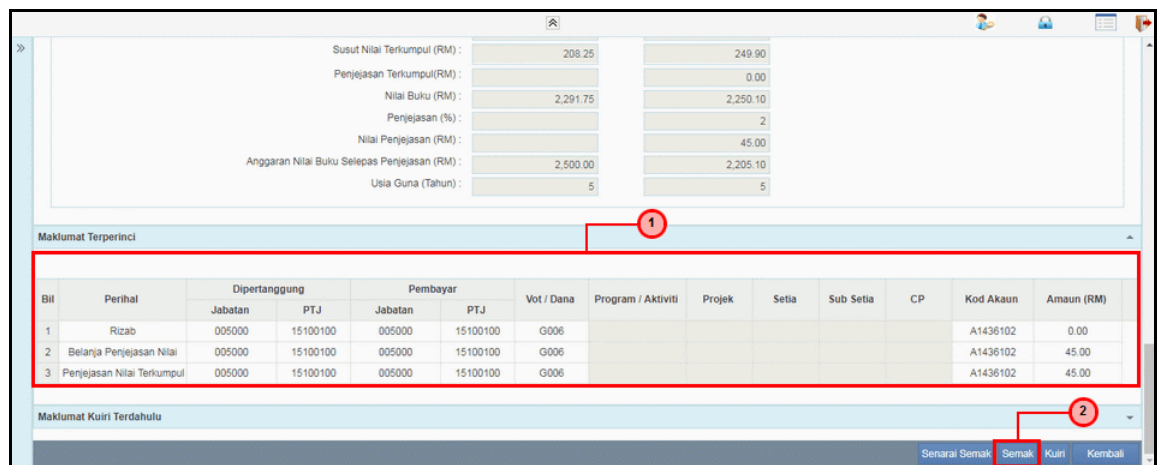 Susut Nilai Terkumpul (RM) : 208.25 249.90
Penjejasan Terkumpul(RM) : 0.00
Nilai Buku (RM) : 2,291.75 2,250.10
Penjejasan (%) : 2
Nilai Penjejasan (RM) : 45.00
Anggaran Nilai Buku Selepas Penjejasan (RM) : 2,500.00 2,205.10
Usia Guna (Tahun) : 5 5
1
Maklumat Terperinci
Bil Perihal Dipertanggung Pembayar Vot / Dana Program / Aktiviti Projek Setia Sub Setia CP Kod Akaun Amaun (RM)
Jabatan PTJ Jabatan PTJ
1 Rizab 005000 15100100 005000 15100100 G006 A1436102 0.00
2 Belanja Penjejasan Nilai 005000 15100100 005000 15100100 G006 A1436102 45.00
3 Penjejasan Nilai Terkumpul 005000 15100100 005000 15100100 G006 A1436102 45.00
Maklumat Kuiri Terdahulu
2
Senarai Semak Semak Kuiri Kembali